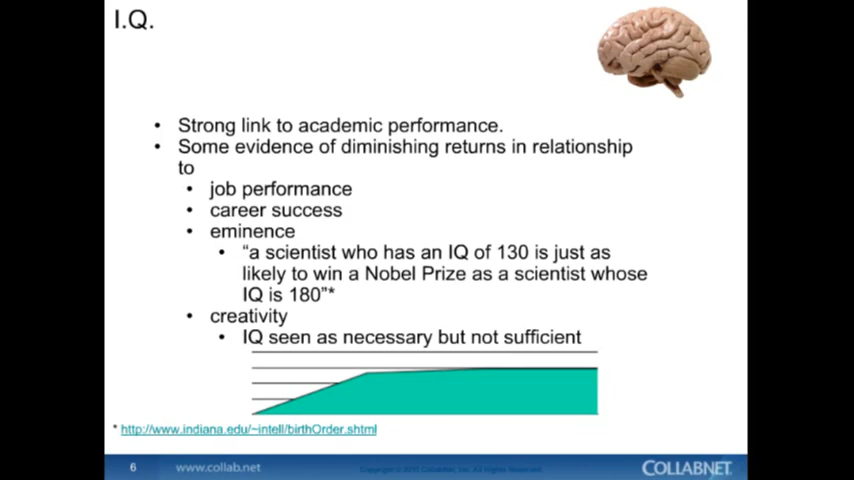 I.Q.
• Strong link to academic performance.
• Some evidence of diminishing returns in relationship
to
• job performance
• career success
• eminence
• “a scientist who has an IQ of 130 is just as
likely to win a Nobel Prize as a scientist whose
IQ is 180”*
• creativity
• IQ seen as necessary but not sufficient
* http://www.indiana.edu/~intell/birthOrder.shtml
6 www.collab.net Copyright © CollabNet, Inc. All Rights Reserved. COLLABNET